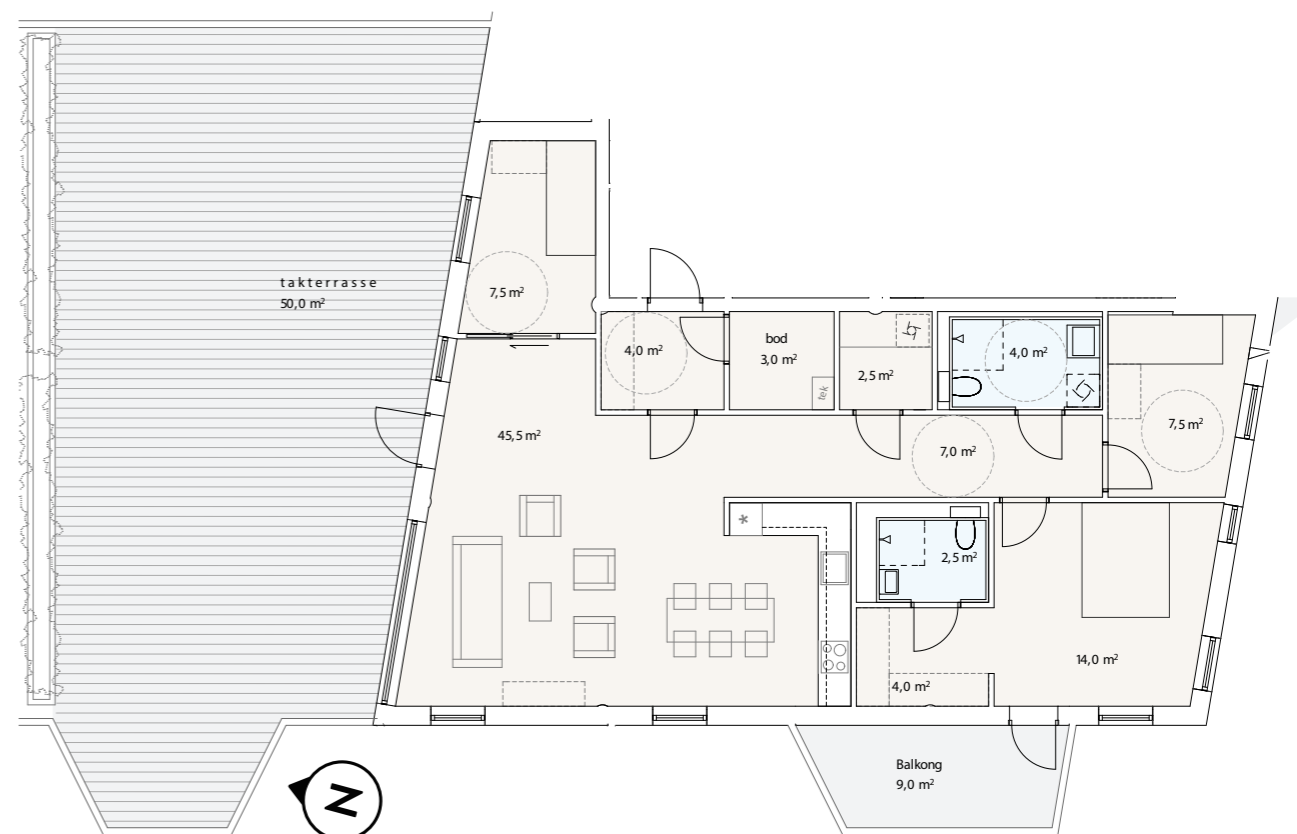 takterrasse
50,0 m²
7,5 m²
4,0 m²
bod
3,0 m²
tek
2,5 m²
4,0 m²
7,5 m²
45,5 m²
7,0 m²
*
2,5 m²
14,0 m²
4,0 m²
Balkong
9,0 m²
N